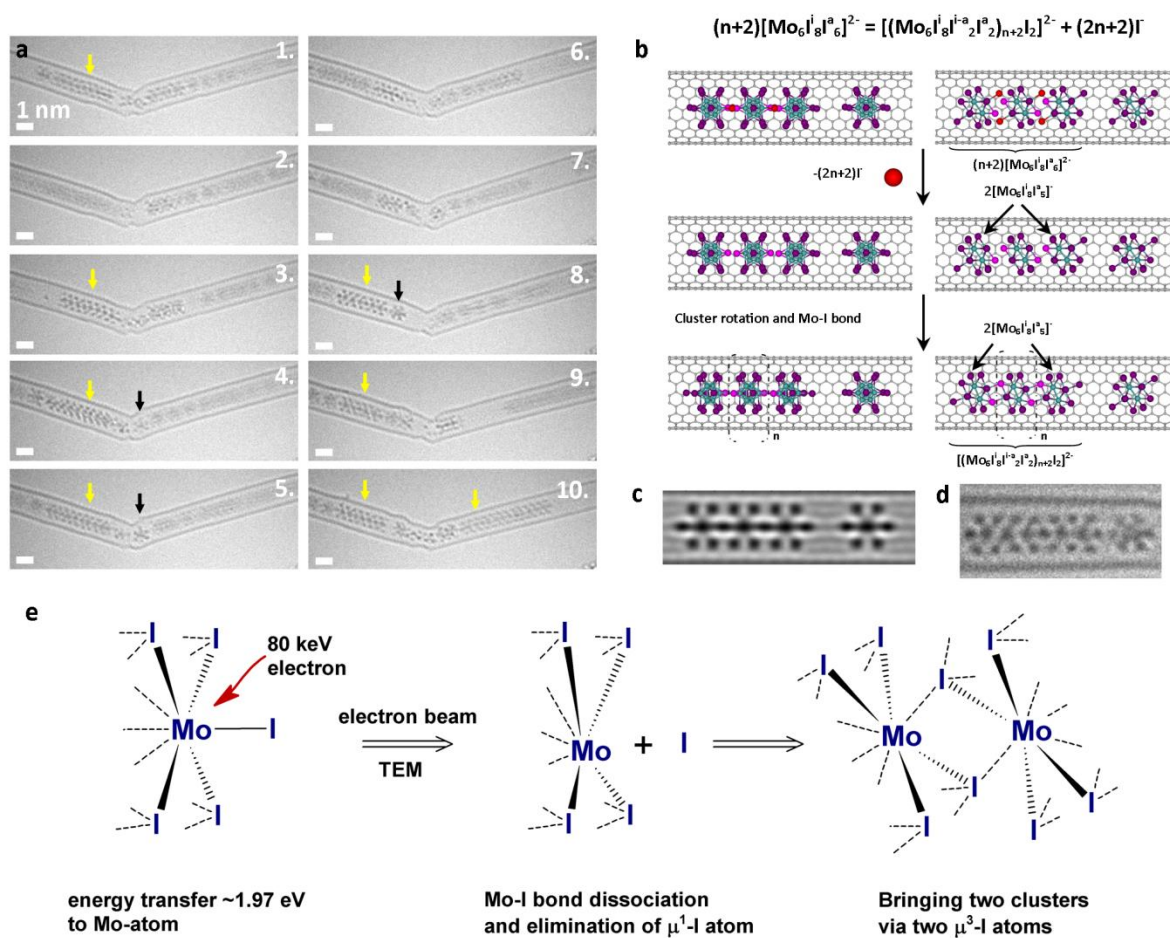 a
1 nm
1.
2.
3.
4.
5.
6.
7.
8.
9.
10.
b
(n+2)[Mo₆Iⁱ₈Iᵃ₆]²⁻ = [(Mo₆Iⁱ₈Iⁱ⁻ᵃ₂Iᵃ₂)ₙ₊₂I₂]²⁻ + (2n+2)I⁻
(n+2)[Mo₆Iⁱ₈Iᵃ₆]²⁻
-(2n+2)I⁻
2[Mo₆Iⁱ₈Iᵃ₅]⁻
Cluster rotation and Mo-I bond
2[Mo₆Iⁱ₈Iᵃ₅]⁻
n
n
[(Mo₆Iⁱ₈Iⁱ⁻ᵃ₂Iᵃ₂)ₙ₊₂I₂]²⁻
c
d
e
I
I
80 keV
electron
Mo
I
I
I
energy transfer ~1.97 eV
to Mo-atom
electron beam
TEM
I
I
Mo
+
I
I
I
Mo-I bond dissociation
and elimination of μ¹-I atom
I
I
I
I
Mo
Mo
I
I
I
I
Bringing two clusters
via two μ³-I atoms